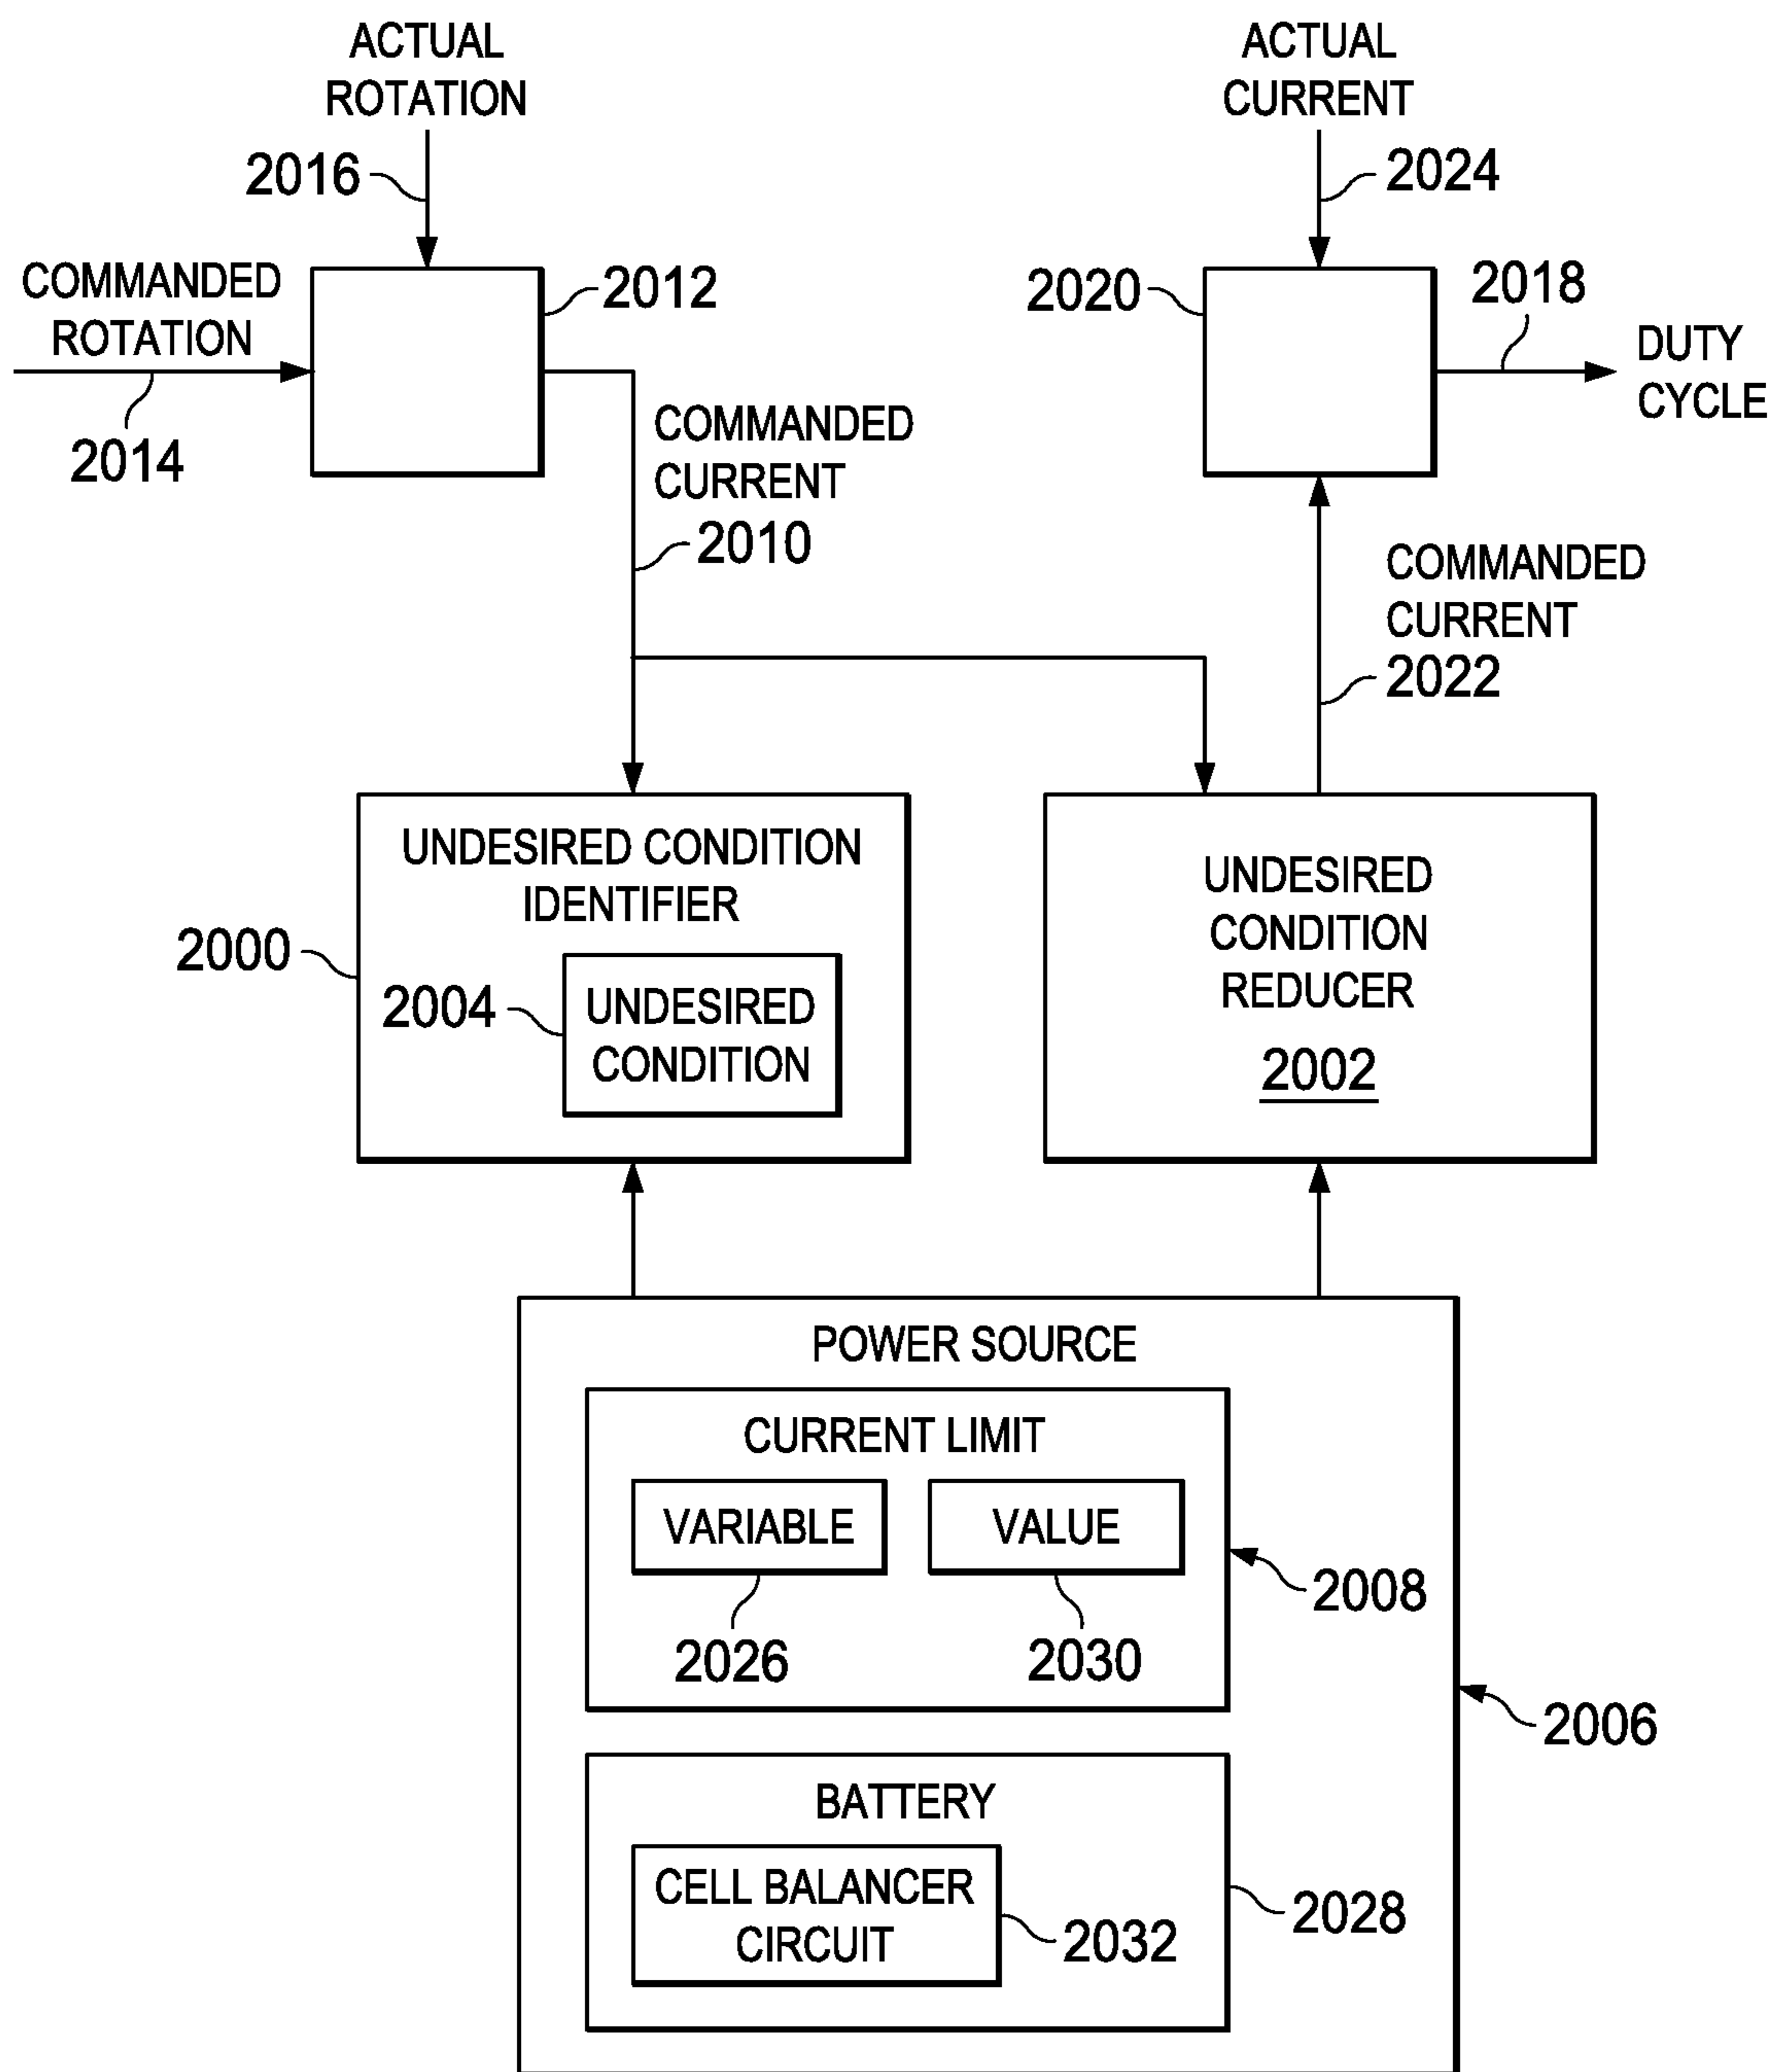 ACTUAL
ROTATION
2016
COMMANDED
ROTATION
2014
2012
COMMANDED
CURRENT
2010
ACTUAL
CURRENT
2024
2020
2018
DUTY
CYCLE
COMMANDED
CURRENT
2022
UNDESIRED CONDITION
IDENTIFIER
2000
2004
UNDESIRED
CONDITION
UNDESIRED
CONDITION
REDUCER
2002
POWER SOURCE
CURRENT LIMIT
VARIABLE
VALUE
2026
2030
2008
2006
BATTERY
CELL BALANCER
CIRCUIT
2032
2028